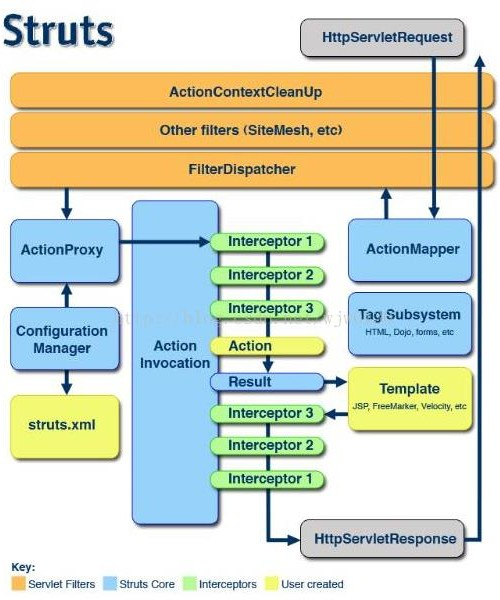 Struts
HttpServletRequest
ActionContextCleanUp
Other filters (SiteMesh, etc)
FilterDispatcher
ActionProxy
Interceptor 1
ActionMapper
Interceptor 2
Interceptor 3
Tag Subsystem
HTML, Dojo, forms, etc
Configuration
Manager
Action
Invocation
Action
Result
Template
JSP, FreeMarker, Velocity, etc
struts.xml
Interceptor 3
Interceptor 2
Interceptor 1
HttpServletResponse
Key:
Servlet Filters
Struts Core
Interceptors
User created